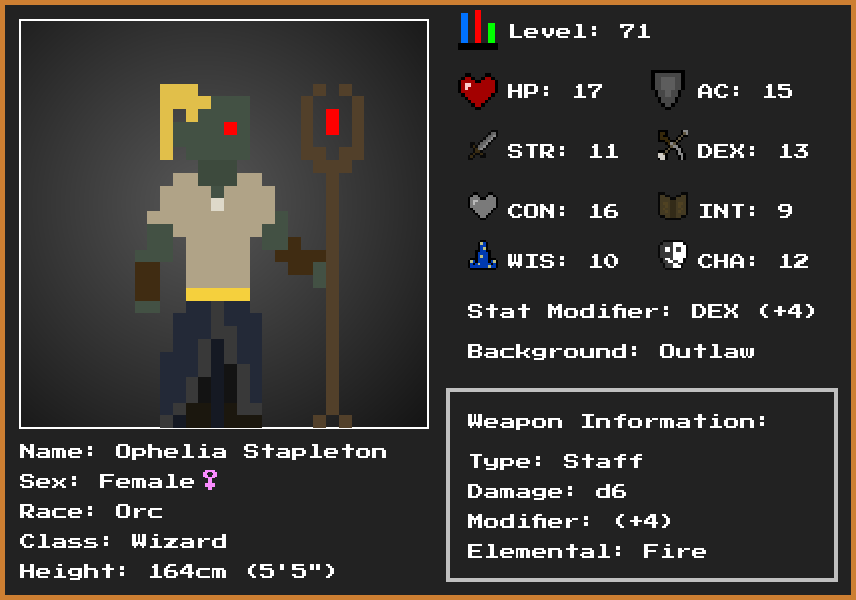 Level: 71
HP: 17 AC: 15
STR: 11 DEX: 13
CON: 16 INT: 9
WIS: 10 CHA: 12
Stat Modifier: DEX (+4)
Background: Outlaw
Weapon Information:
Type: Staff
Damage: d6
Modifier: (+4)
Elemental: Fire
Name: Ophelia Stapleton
Sex: Female♀
Race: Orc
Class: Wizard
Height: 164cm (5'5")